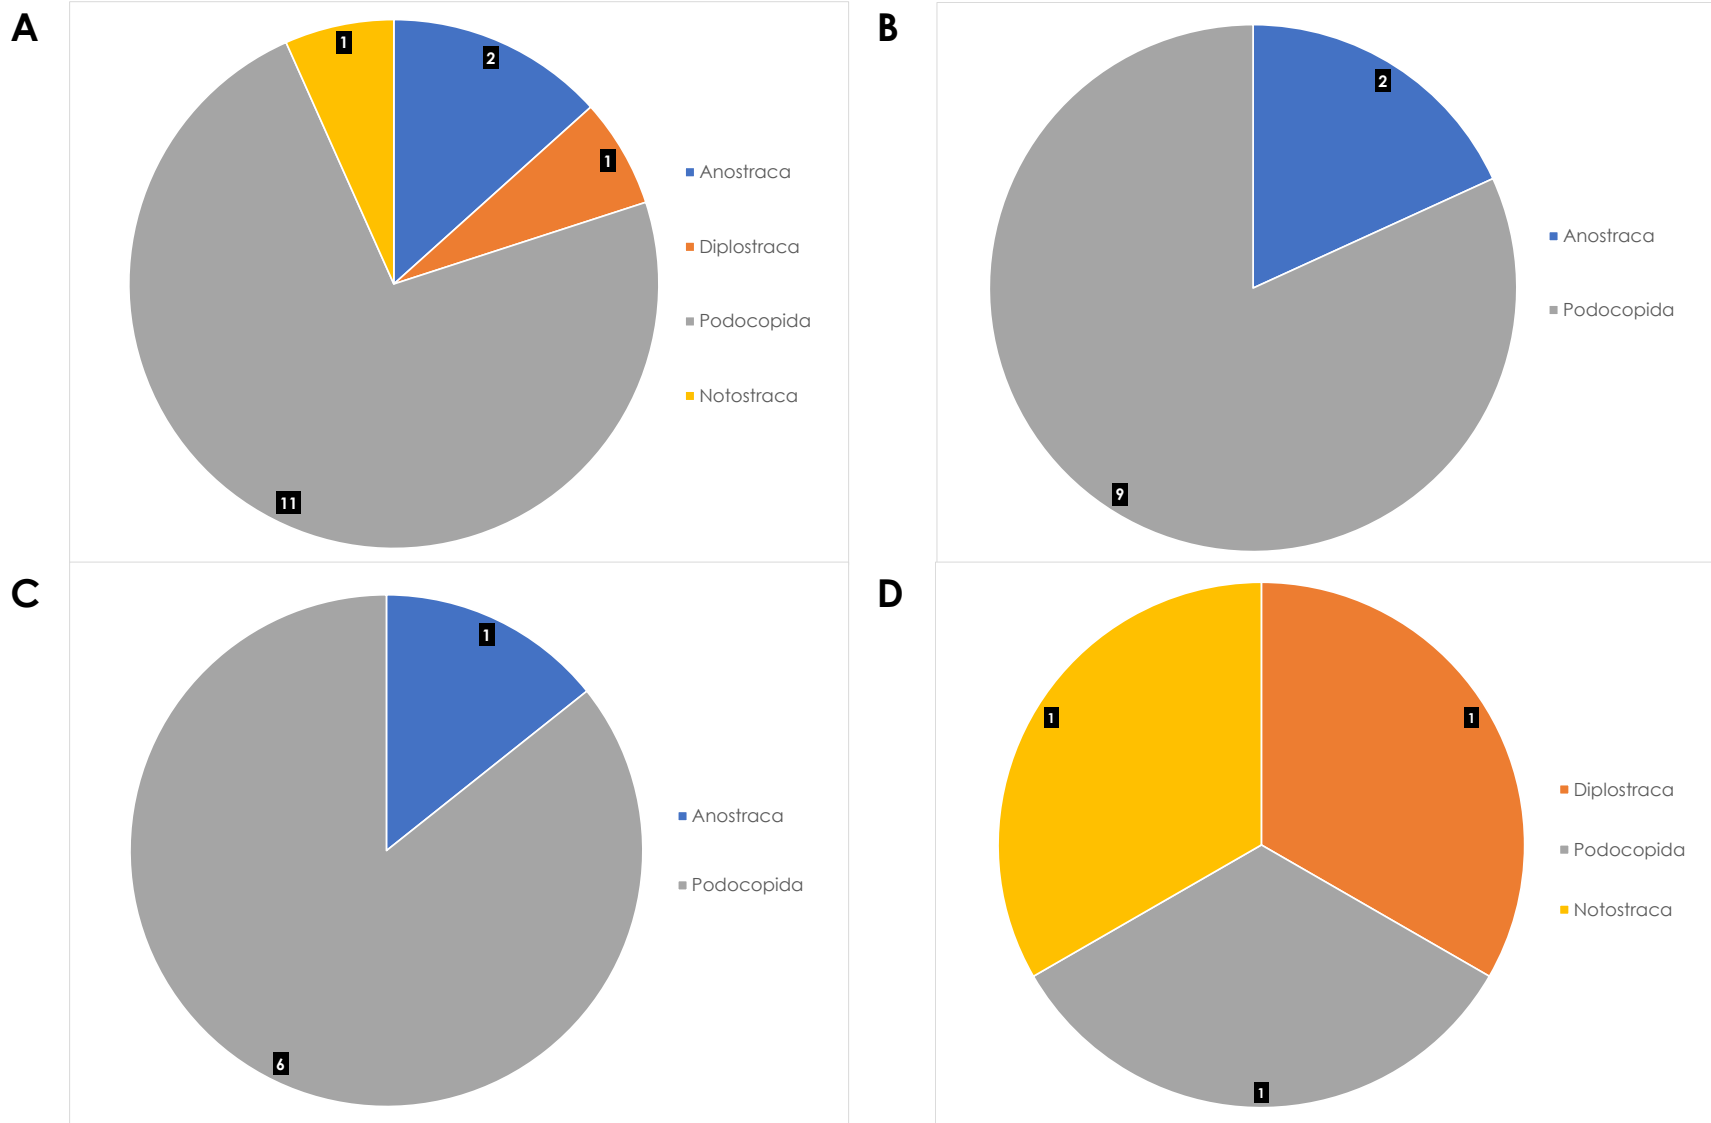 A
1
2
1
11
Anostraca
Diplostraca
Podocopida
Notostraca
B
2
9
Anostraca
Podocopida
C
1
6
Anostraca
Podocopida
D
1
1
1
Diplostraca
Podocopida
Notostraca